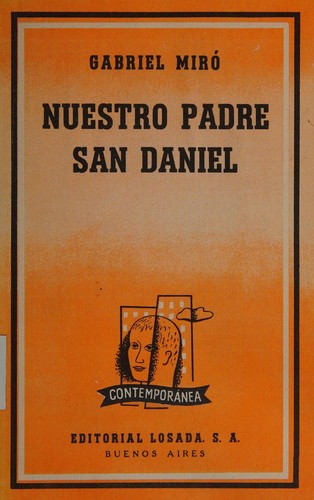 GABRIEL MIRÓ
NUESTRO PADRE
SAN DANIEL
CONTEMPORÁNEA
EDITORIAL LOSADA. S. A.
BUENOS AIRES